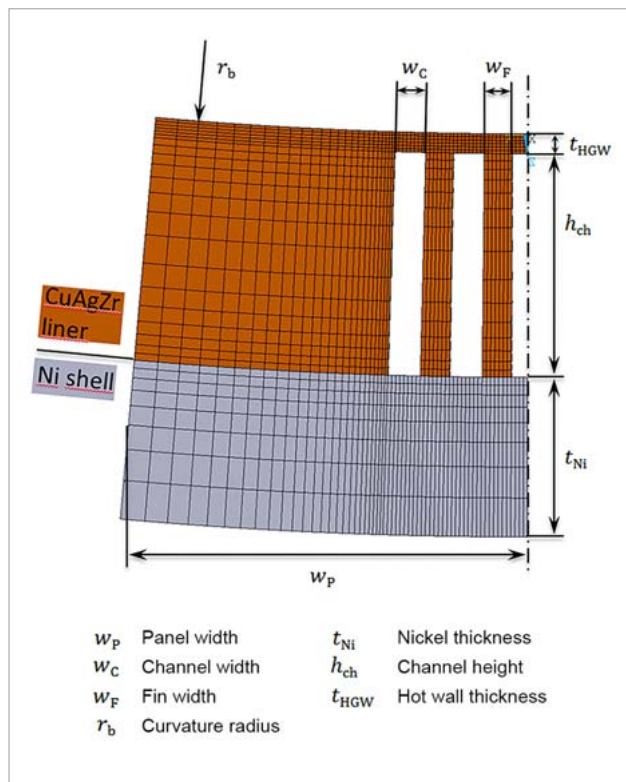 r_b
w_C
w_F
t_HGW
h_ch
CuAgZr
liner
Ni shell
t_Ni
w_P
w_P Panel width
t_Ni Nickel thickness
w_C Channel width
h_ch Channel height
w_F Fin width
t_HGW Hot wall thickness
r_b Curvature radius